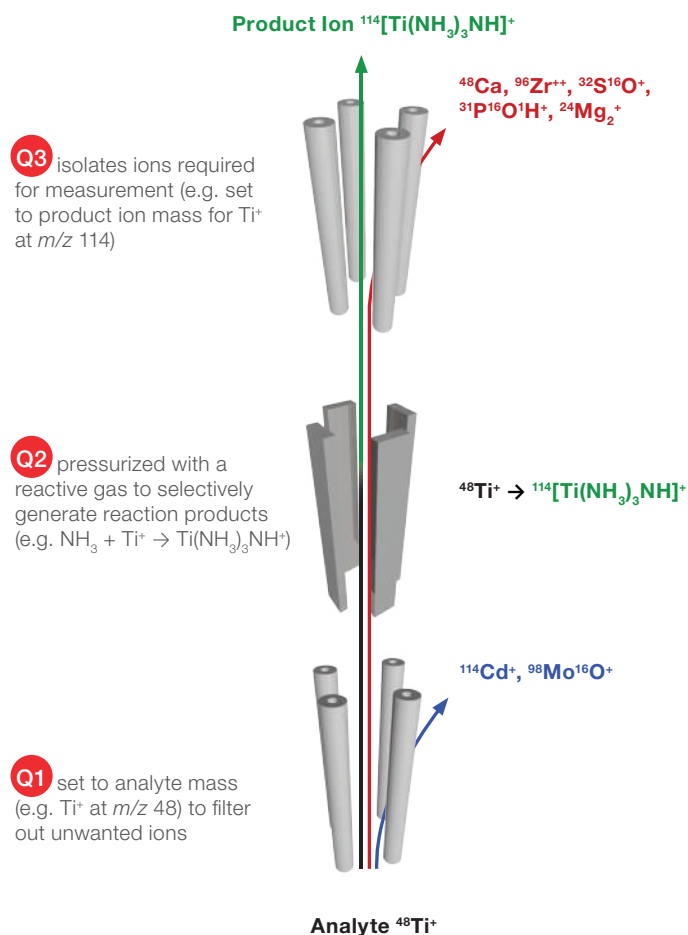 Product Ion ¹¹⁴[Ti(NH₃)₃NH]⁺
⁴⁸Ca, ⁹⁶Zr⁺⁺, ³²S¹⁶O⁺,
³¹P¹⁶O¹H⁺, ²⁴Mg₂⁺
Q3 isolates ions required
for measurement (e.g. set
to product ion mass for Ti⁺
at m/z 114)
Q2 pressurized with a
reactive gas to selectively
generate reaction products
(e.g. NH₃ + Ti⁺ → Ti(NH₃)₃NH⁺)
⁴⁸Ti⁺ → ¹¹⁴[Ti(NH₃)₃NH]⁺
¹¹⁴Cd⁺, ⁹⁸Mo¹⁶O⁺
Q1 set to analyte mass
(e.g. Ti⁺ at m/z 48) to filter
out unwanted ions
Analyte ⁴⁸Ti⁺